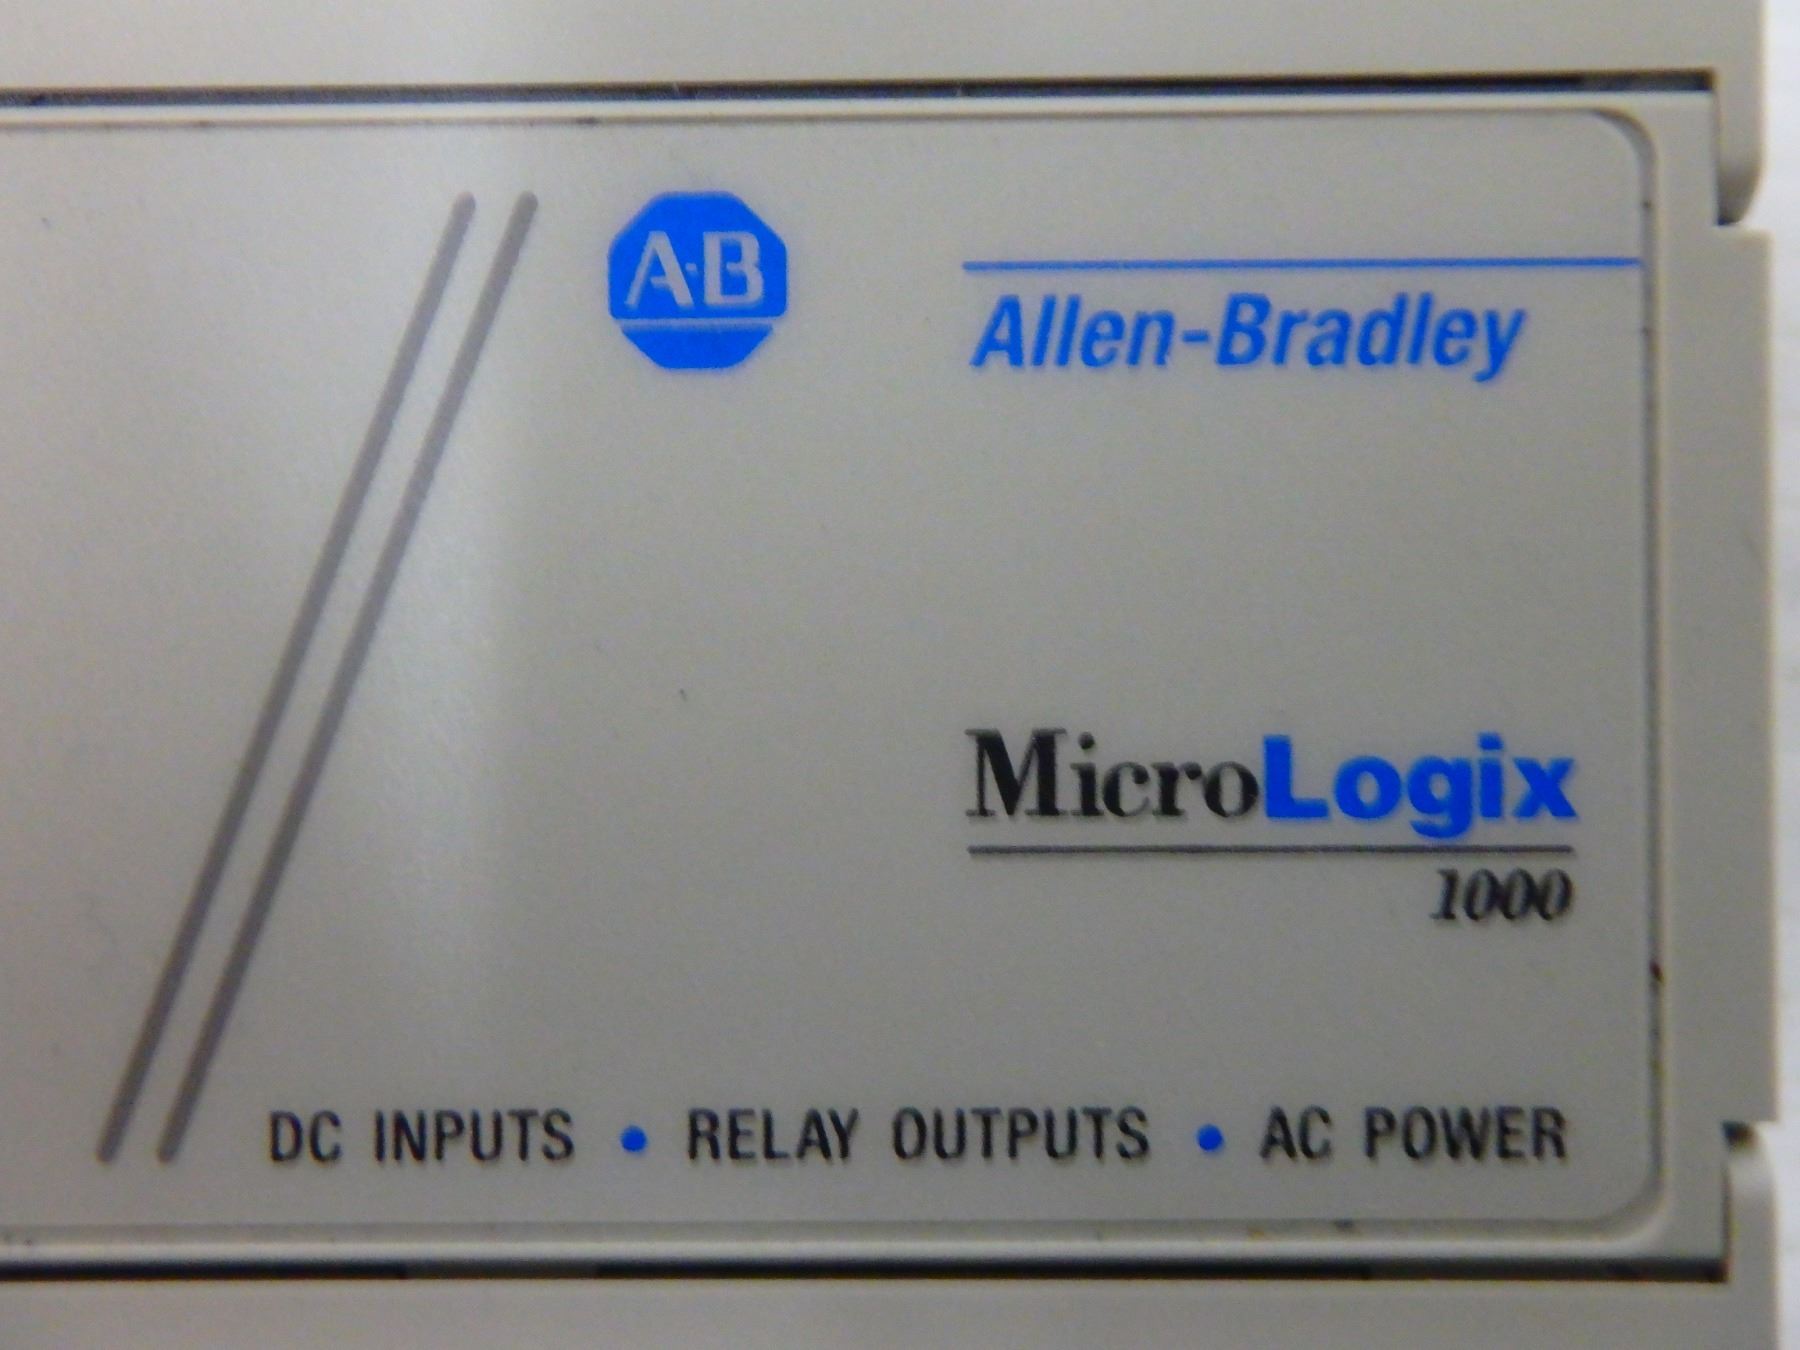 A·B
Allen-Bradley
MicroLogix
1000
DC INPUTS • RELAY OUTPUTS • AC POWER